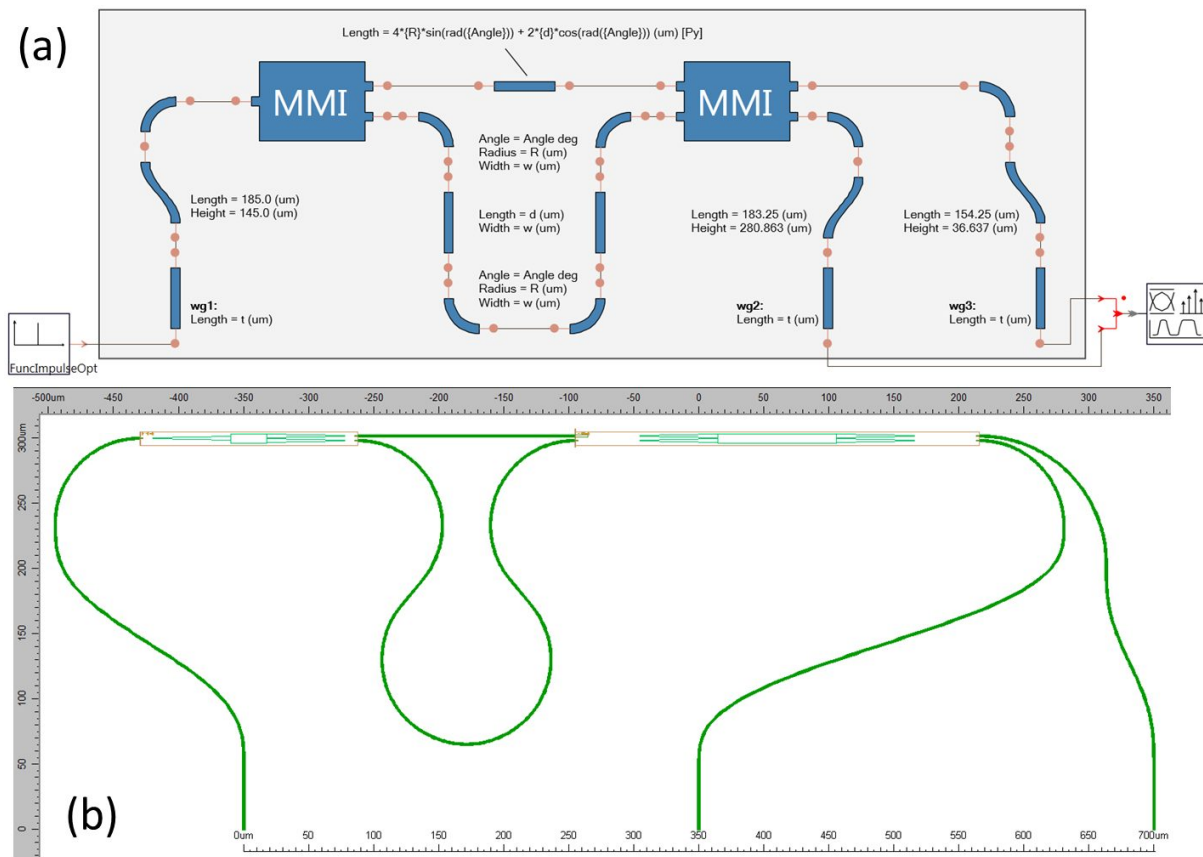 (a)
Length = 4*{R}*sin(rad({Angle})) + 2*{d}*cos(rad({Angle})) (um) [Py]
MMI
MMI
Angle = Angle deg
Radius = R (um)
Width = w (um)
Length = 185.0 (um)
Height = 145.0 (um)
Length = d (um)
Width = w (um)
Length = 183.25 (um)
Height = 280.863 (um)
Length = 154.25 (um)
Height = 36.637 (um)
Angle = Angle deg
Radius = R (um)
Width = w (um)
wg1:
Length = t (um)
wg2:
Length = t (um)
wg3:
Length = t (um)
FuncImpulseOpt
-500um -450 -400 -350 -300 -250 -200 -150 -100 -50 0 50 100 150 200 250 300 350
300um
250
200
150
100
50
0
(b)
0um 50 100 150 200 250 300 350 400 450 500 550 600 650 700um